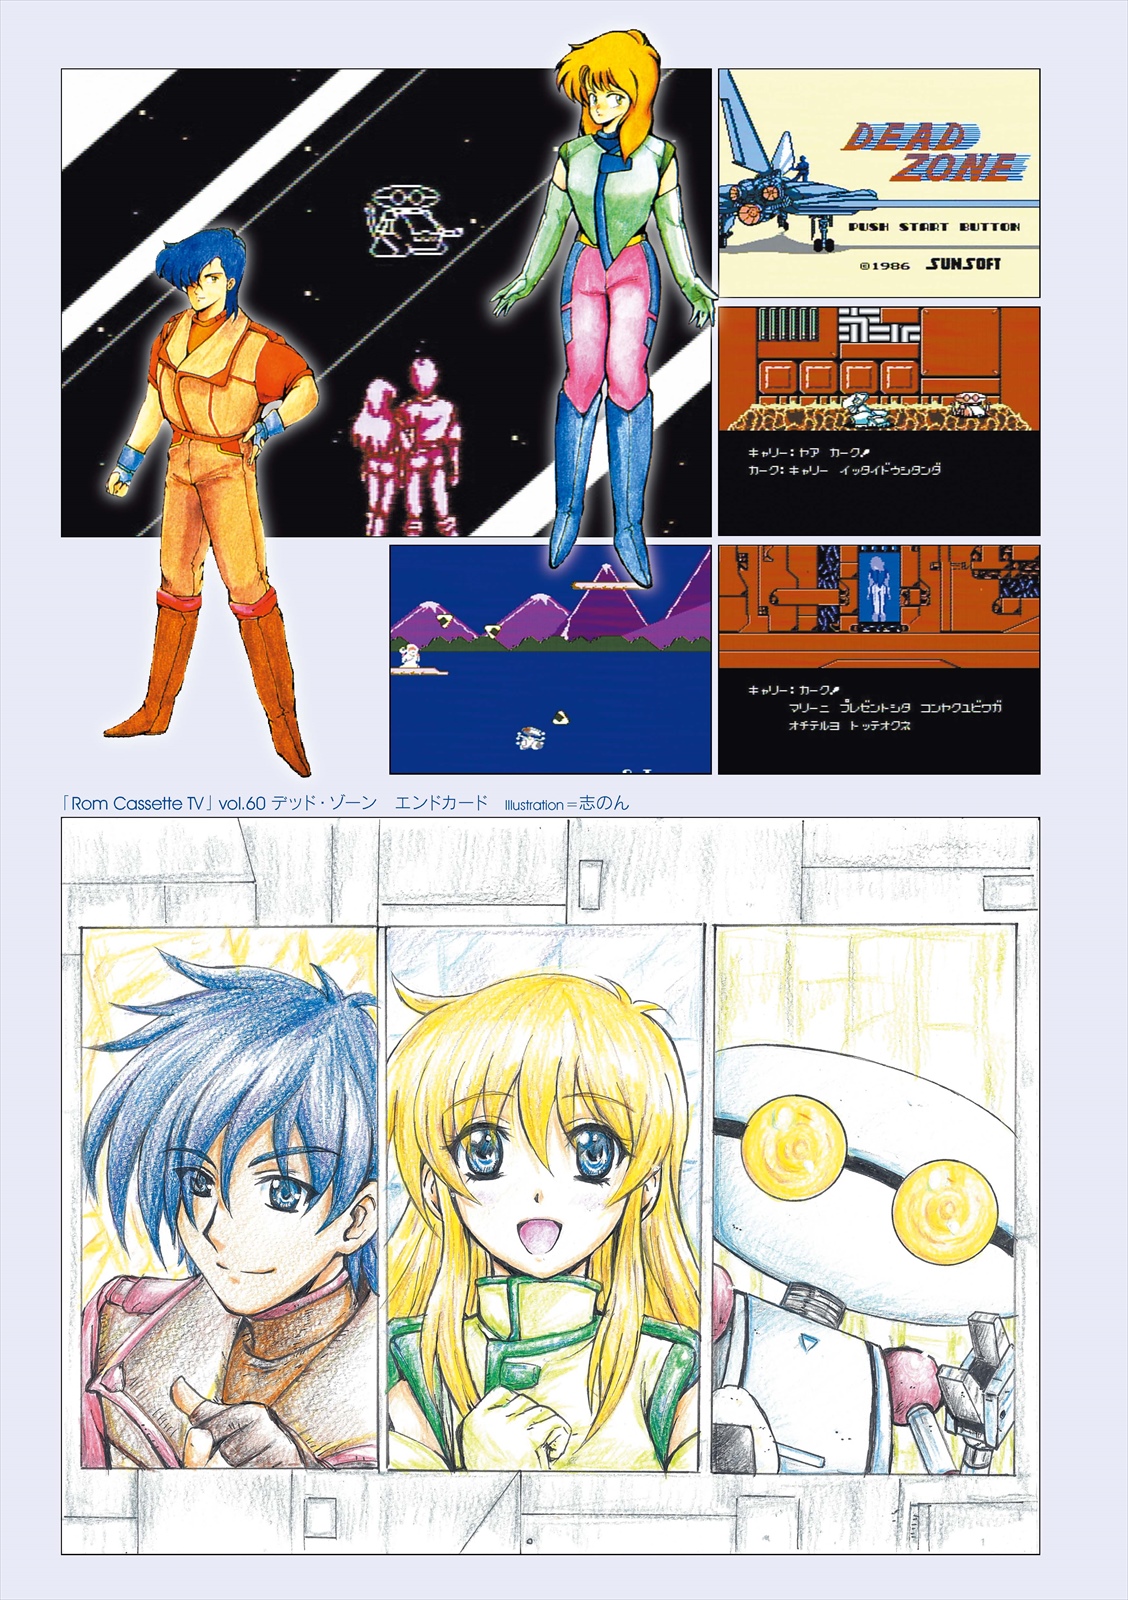 DEAD
ZONE
PUSH START BUTTON
©1986 SUNSOFT
キャリー：ヤア カーク！
カーク：キャリー イッタイドウシタンダ
キャリー：カーク！
マリーニ プレゼントシタ コンヤクユビワガ
オチテルヨ トッテオクネ
「Rom Cassette TV」vol.60 デッド・ゾーン　エンドカード　Illustration＝志のん